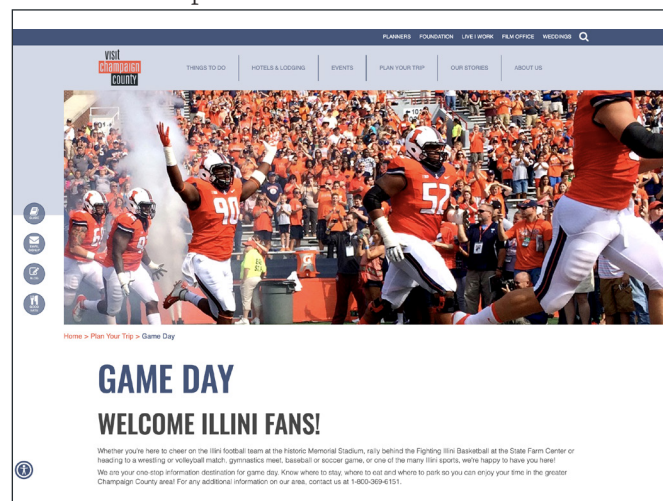 PLANNERS FOUNDATION LIVE | WORK FILM OFFICE WEDDINGS
visit
champaign
county
THINGS TO DO HOTELS & LODGING EVENTS PLAN YOUR TRIP OUR STORIES ABOUT US
101
90
52
Home > Plan Your Trip > Game Day
GAME DAY
WELCOME ILLINI FANS!
Whether you're here to cheer on the Illini football team at the historic Memorial Stadium, rally behind the Fighting Illini Basketball at the State Farm Center or
heading to a wrestling or volleyball match, gymnastics meet, baseball or soccer game, or one of the many Illini sports, we're happy to have you here!
We are your one-stop information destination for game day. Know where to stay, where to eat and where to park so you can enjoy your time in the greater
Champaign County area! For any additional information on our area, contact us at 1-800-369-6151.